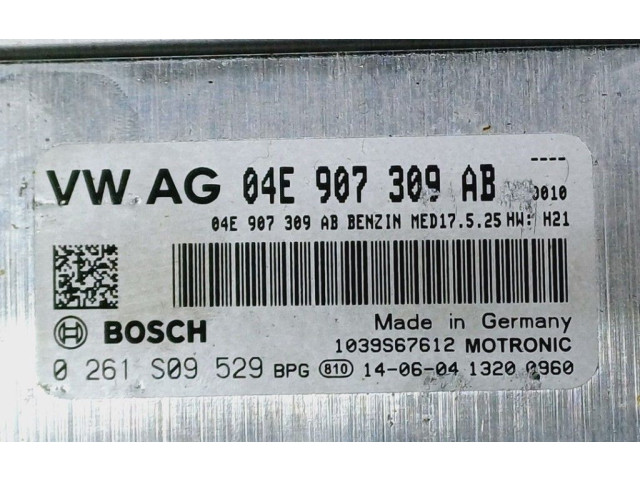 VW AG 04E 907 309 AB ----
04E 907 309 AB BENZIN MED17.5.25 HW: H21
BOSCH Made in Germany
1039S67612 MOTRONIC
0 261 S09 529 BPG 810 14-06-04 1320 0960